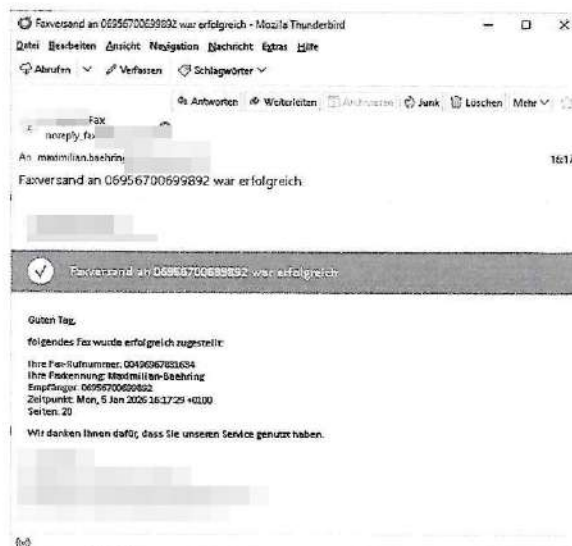 Faxversand an 06956700699892 war erfolgreich - Mozilla Thunderbird
Datei Bearbeiten Ansicht Navigation Nachricht Extras Hilfe
Abrufen Verfassen Schlagwörter
Antworten Weiterleiten Archivieren Junk Löschen Mehr
Fax
noreply_fax
An maximilian.baehring
16:17
Faxversand an 06956700699892 war erfolgreich
Faxversand an 06956700699892 war erfolgreich
Guten Tag,
folgendes Fax wurde erfolgreich zugestellt:
Ihre Fax-Rufnummer: 00496967831634
Ihre Faxkennung: Maximilian-Baehring
Empfänger: 06956700699892
Zeitpunkt: Mon, 5 Jan 2026 16:17:29 +0100
Seiten: 20
Wir danken Ihnen dafür, dass Sie unseren Service genutzt haben.